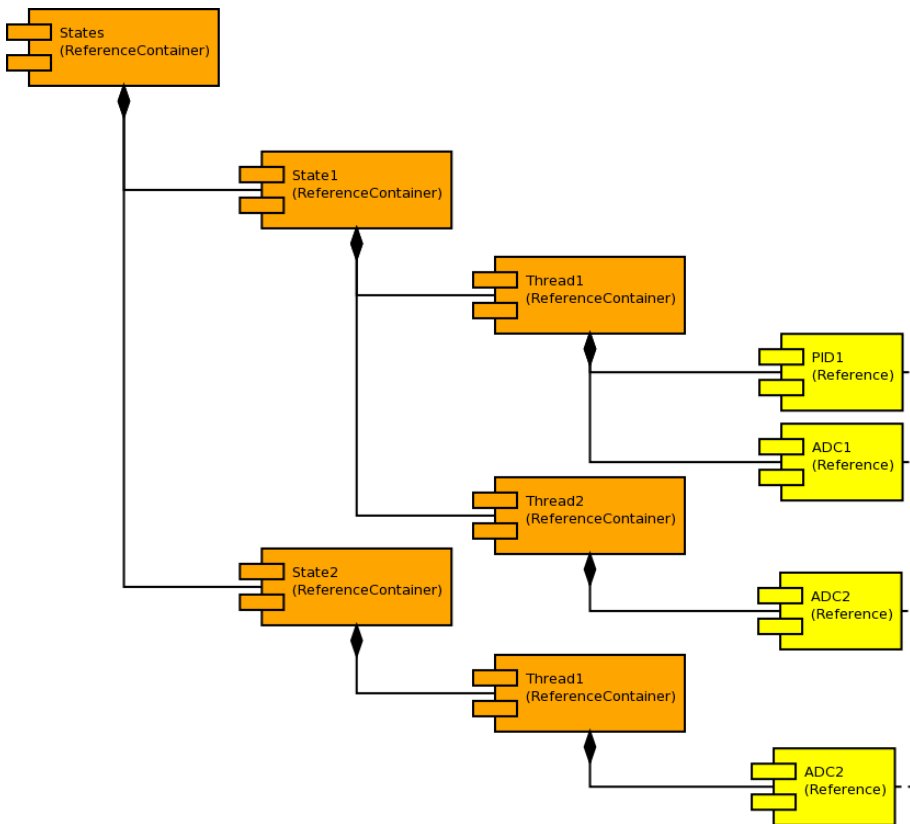 States
(ReferenceContainer)
State1
(ReferenceContainer)
Thread1
(ReferenceContainer)
PID1
(Reference)
ADC1
(Reference)
Thread2
(ReferenceContainer)
State2
(ReferenceContainer)
ADC2
(Reference)
Thread1
(ReferenceContainer)
ADC2
(Reference)